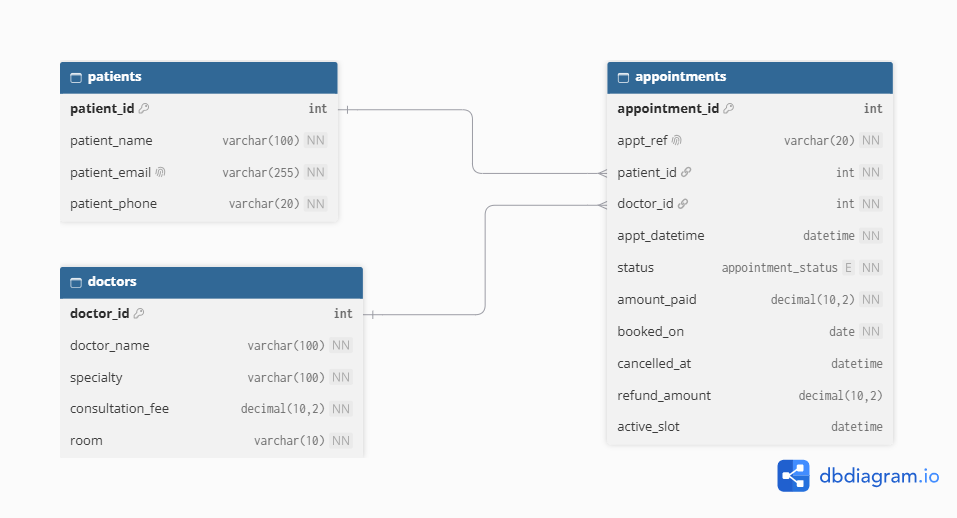 patients
patient_id int
patient_name varchar(100) NN
patient_email varchar(255) NN
patient_phone varchar(20) NN
doctors
doctor_id int
doctor_name varchar(100) NN
specialty varchar(100) NN
consultation_fee decimal(10,2) NN
room varchar(10) NN
appointments
appointment_id int
appt_ref varchar(20) NN
patient_id int NN
doctor_id int NN
appt_datetime datetime NN
status appointment_status E NN
amount_paid decimal(10,2) NN
booked_on date NN
cancelled_at datetime
refund_amount decimal(10,2)
active_slot datetime
dbdiagram.io